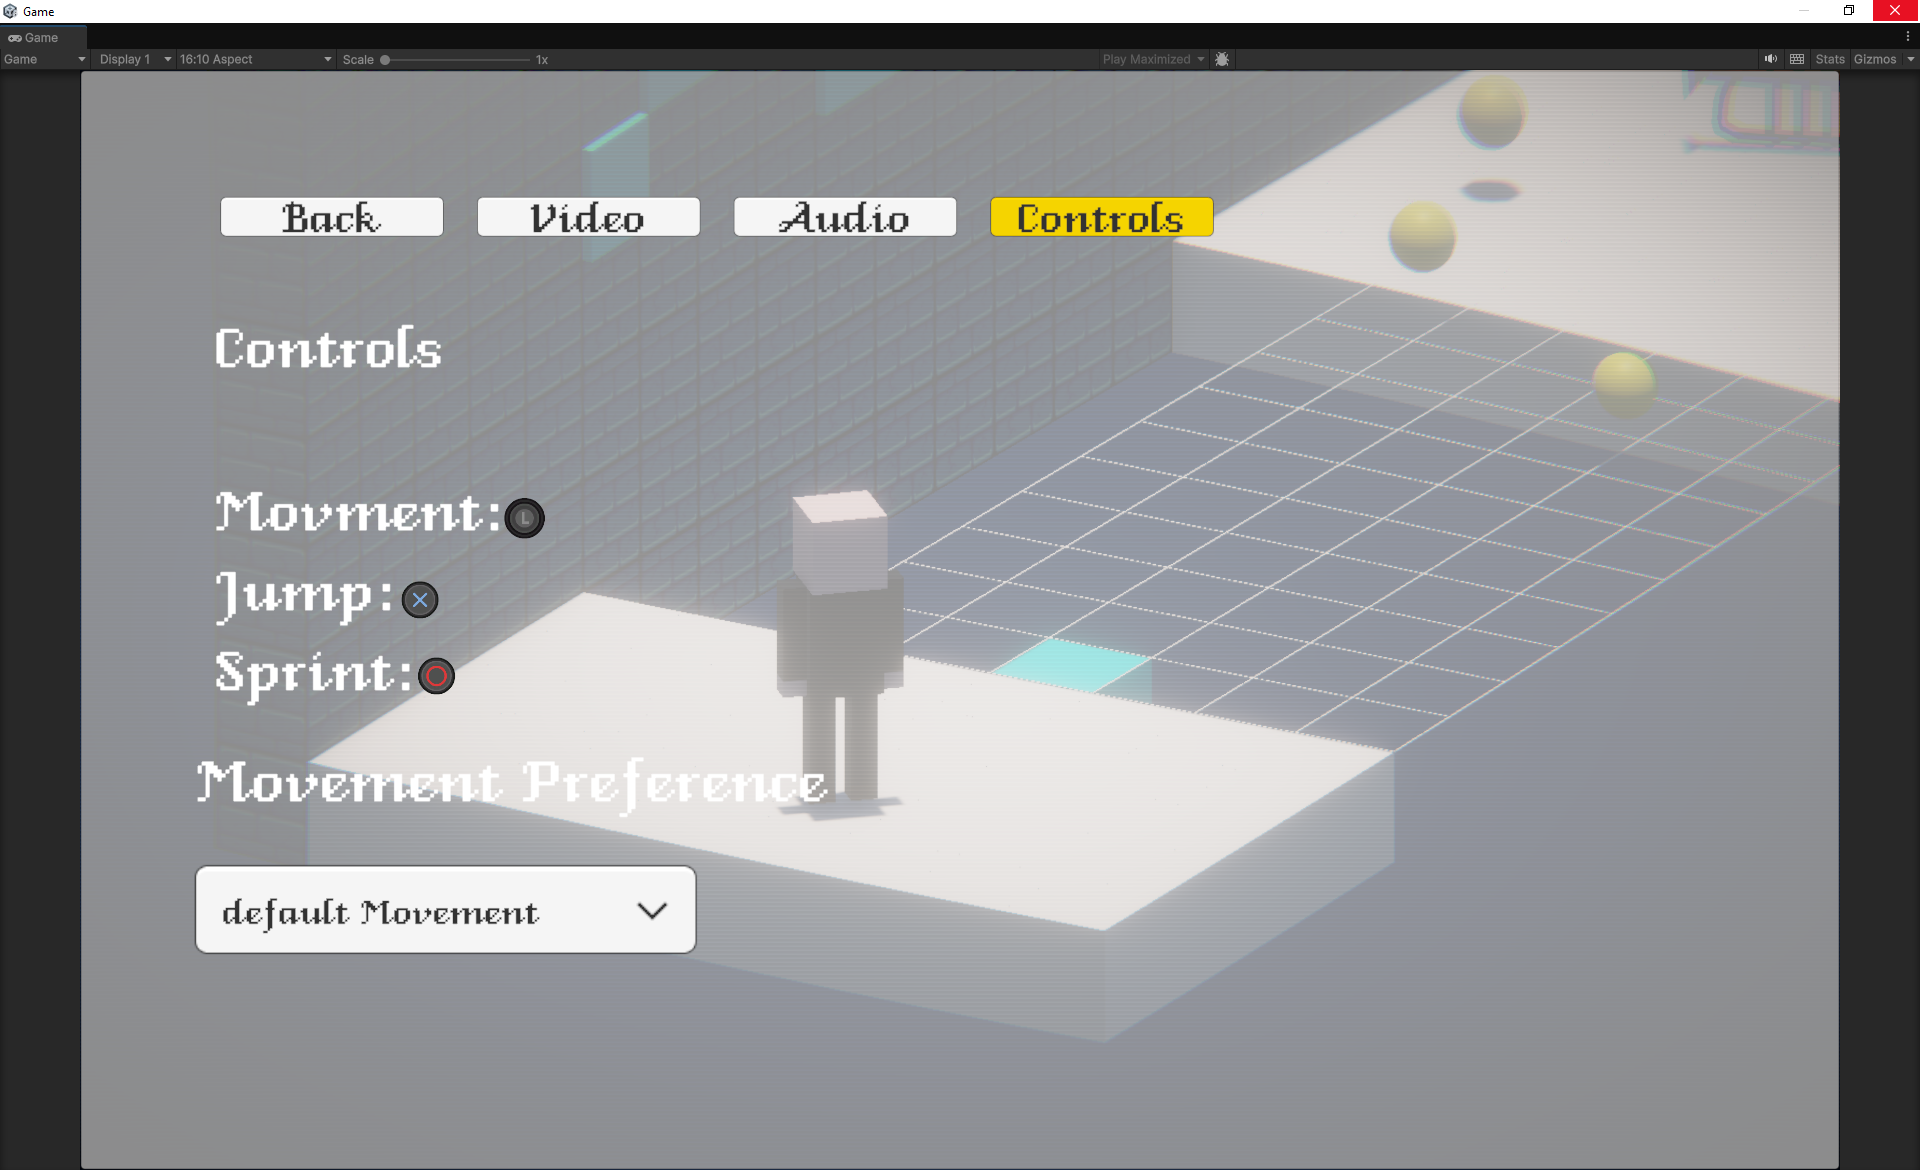 Game
Game
Game Display 1 16:10 Aspect Scale 1x Play Maximized Stats Gizmos
Back Video Audio Controls
Controls
Movment: L
Jump:
Sprint:
Movement Preference
default Movement